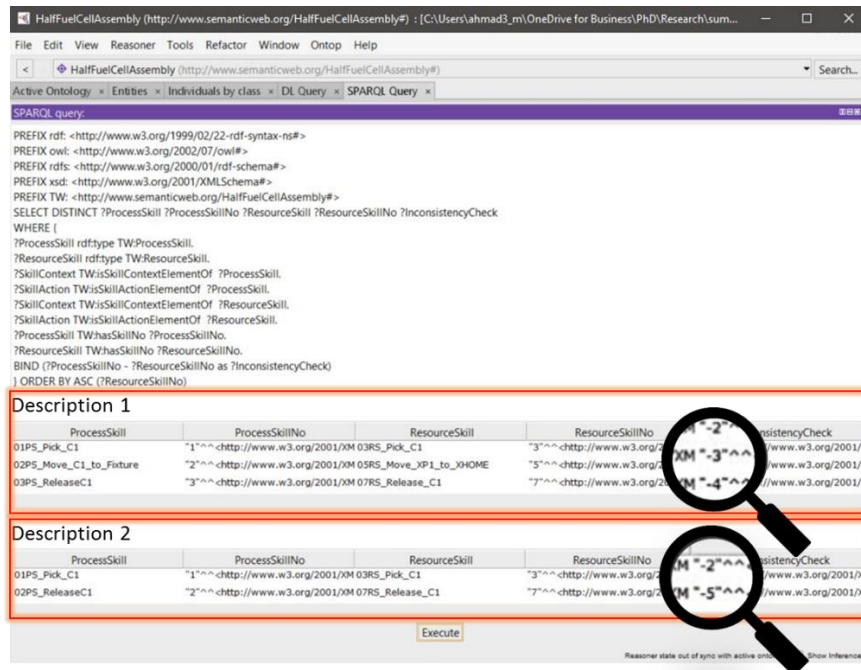 HalfFuelCellAssembly (http://www.semanticweb.org/HalfFuelCellAssembly#) : [C:\Users\ahmad3_m\OneDrive for Business\PhD\Research\sum...
File Edit View Reasoner Tools Refactor Window Ontop Help
< HalfFuelCellAssembly (http://www.semanticweb.org/HalfFuelCellAssembly#) Search...
Active Ontology × Entities × Individuals by class × DL Query × SPARQL Query ×
SPARQL query:
PREFIX rdf: <http://www.w3.org/1999/02/22-rdf-syntax-ns#>
PREFIX owl: <http://www.w3.org/2002/07/owl#>
PREFIX rdfs: <http://www.w3.org/2000/01/rdf-schema#>
PREFIX xsd: <http://www.w3.org/2001/XMLSchema#>
PREFIX TW: <http://www.semanticweb.org/HalfFuelCellAssembly#>
SELECT DISTINCT ?ProcessSkill ?ProcessSkillNo ?ResourceSkill ?ResourceSkillNo ?InconsistencyCheck
WHERE {
?ProcessSkill rdf:type TW:ProcessSkill.
?ResourceSkill rdf:type TW:ResourceSkill.
?SkillContext TW:isSkillContextElementOf ?ProcessSkill.
?SkillAction TW:isSkillActionElementOf ?ProcessSkill.
?SkillContext TW:isSkillContextElementOf ?ResourceSkill.
?SkillAction TW:isSkillActionElementOf ?ResourceSkill.
?ProcessSkill TW:hasSkillNo ?ProcessSkillNo.
?ResourceSkill TW:hasSkillNo ?ResourceSkillNo.
BIND (?ProcessSkillNo - ?ResourceSkillNo as ?InconsistencyCheck)
} ORDER BY ASC (?ResourceSkillNo)
Description 1
ProcessSkill ProcessSkillNo ResourceSkill ResourceSkillNo nsistencyCheck
01PS_Pick_C1 "1"^^<http://www.w3.org/2001/XM 03RS_Pick_C1 "3"^^<http://www.w3.org/2 M "-2"^ /www.w3.org/2001/
02PS_Move_C1_to_Fixture "2"^^<http://www.w3.org/2001/XM 05RS_Move_XP1_to_XHOME "5"^^<http://www.w3.org/2 XM "-3"^^ /www.w3.org/2001/
03PS_ReleaseC1 "3"^^<http://www.w3.org/2001/XM 07RS_Release_C1 "7"^^<http://www.w3.org/20 XM "-4"^^ /www.w3.org/2001/
Description 2
ProcessSkill ProcessSkillNo ResourceSkill ResourceSkillNo sistencyCheck
01PS_Pick_C1 "1"^^<http://www.w3.org/2001/XM 03RS_Pick_C1 "3"^^<http://www.w3.org/2 M "-2"^^ /www.w3.org/2001/X
02PS_ReleaseC1 "2"^^<http://www.w3.org/2001/XM 07RS_Release_C1 "7"^^<http://www.w3.org/2 XM "-5"^^ /www.w3.org/2001/X
Execute
Reasoner state out of sync with active onto Show Inference